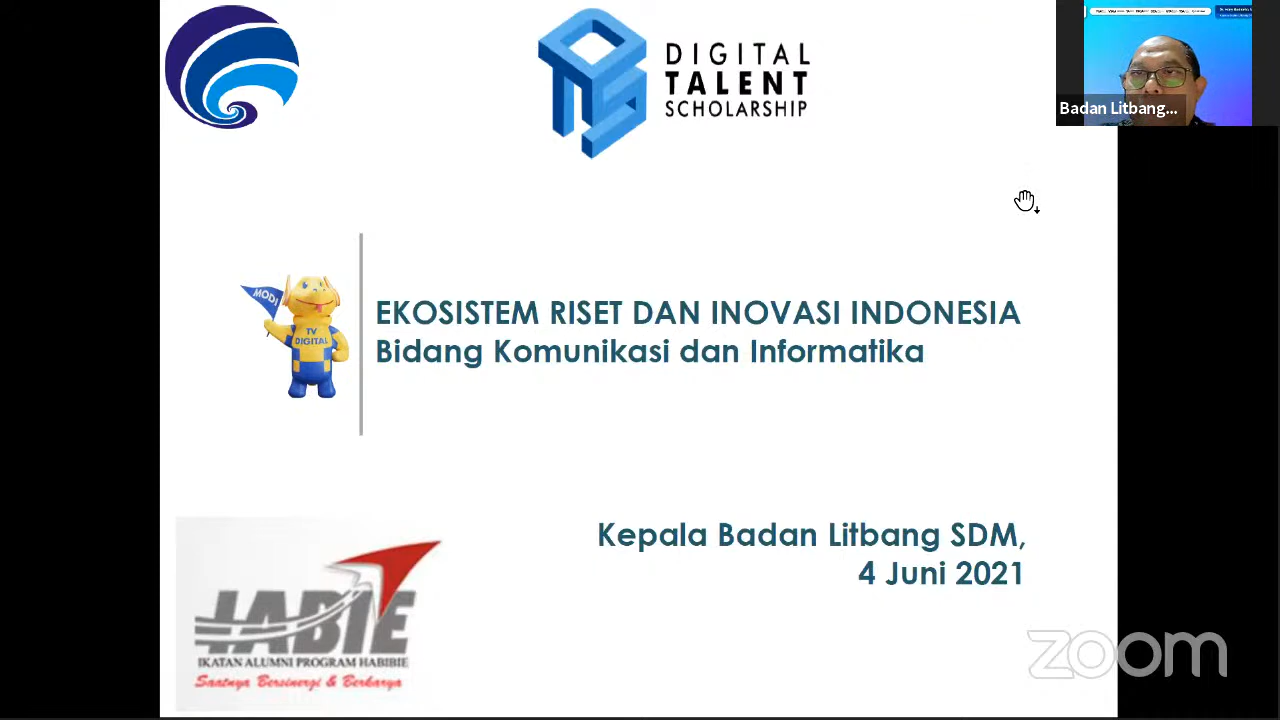 DIGITAL
TALENT
SCHOLARSHIP
Badan Litbang...
MODI
TV
DIGITAL
EKOSISTEM RISET DAN INOVASI INDONESIA
Bidang Komunikasi dan Informatika
Kepala Badan Litbang SDM,
4 Juni 2021
IABIE
IKATAN ALUMNI PROGRAM HABIBIE
Saatnya Bersinergi & Berkarya
zoom